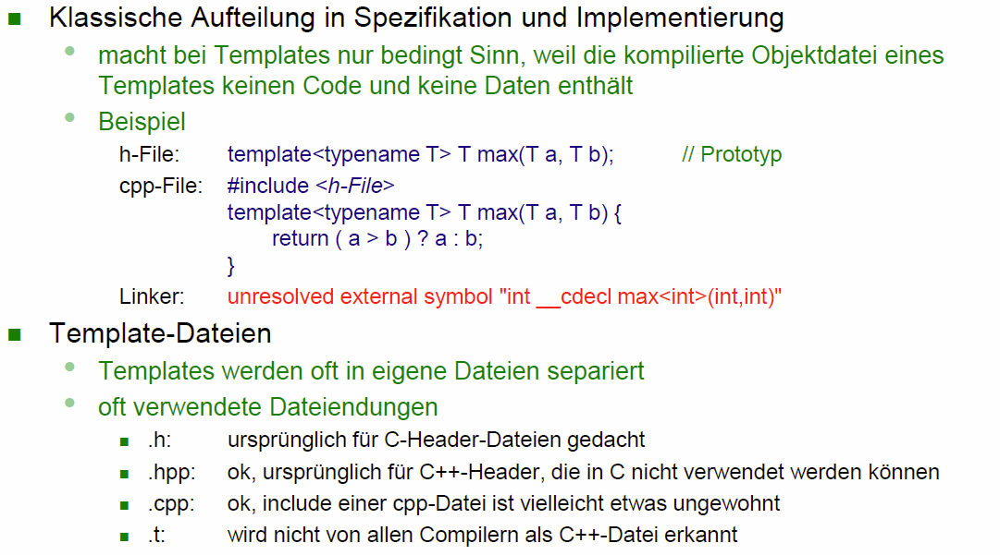 Klassische Aufteilung in Spezifikation und Implementierung
macht bei Templates nur bedingt Sinn, weil die kompilierte Objektdatei eines
Templates keinen Code und keine Daten enthält
Beispiel
h-File: template<typename T> T max(T a, T b); // Prototyp
cpp-File: #include <h-File>
template<typename T> T max(T a, T b) {
return ( a > b ) ? a : b;
}
Linker: unresolved external symbol "int __cdecl max<int>(int,int)"
Template-Dateien
Templates werden oft in eigene Dateien separiert
oft verwendete Dateiendungen
.h: ursprünglich für C-Header-Dateien gedacht
.hpp: ok, ursprünglich für C++-Header, die in C nicht verwendet werden können
.cpp: ok, include einer cpp-Datei ist vielleicht etwas ungewohnt
.t: wird nicht von allen Compilern als C++-Datei erkannt